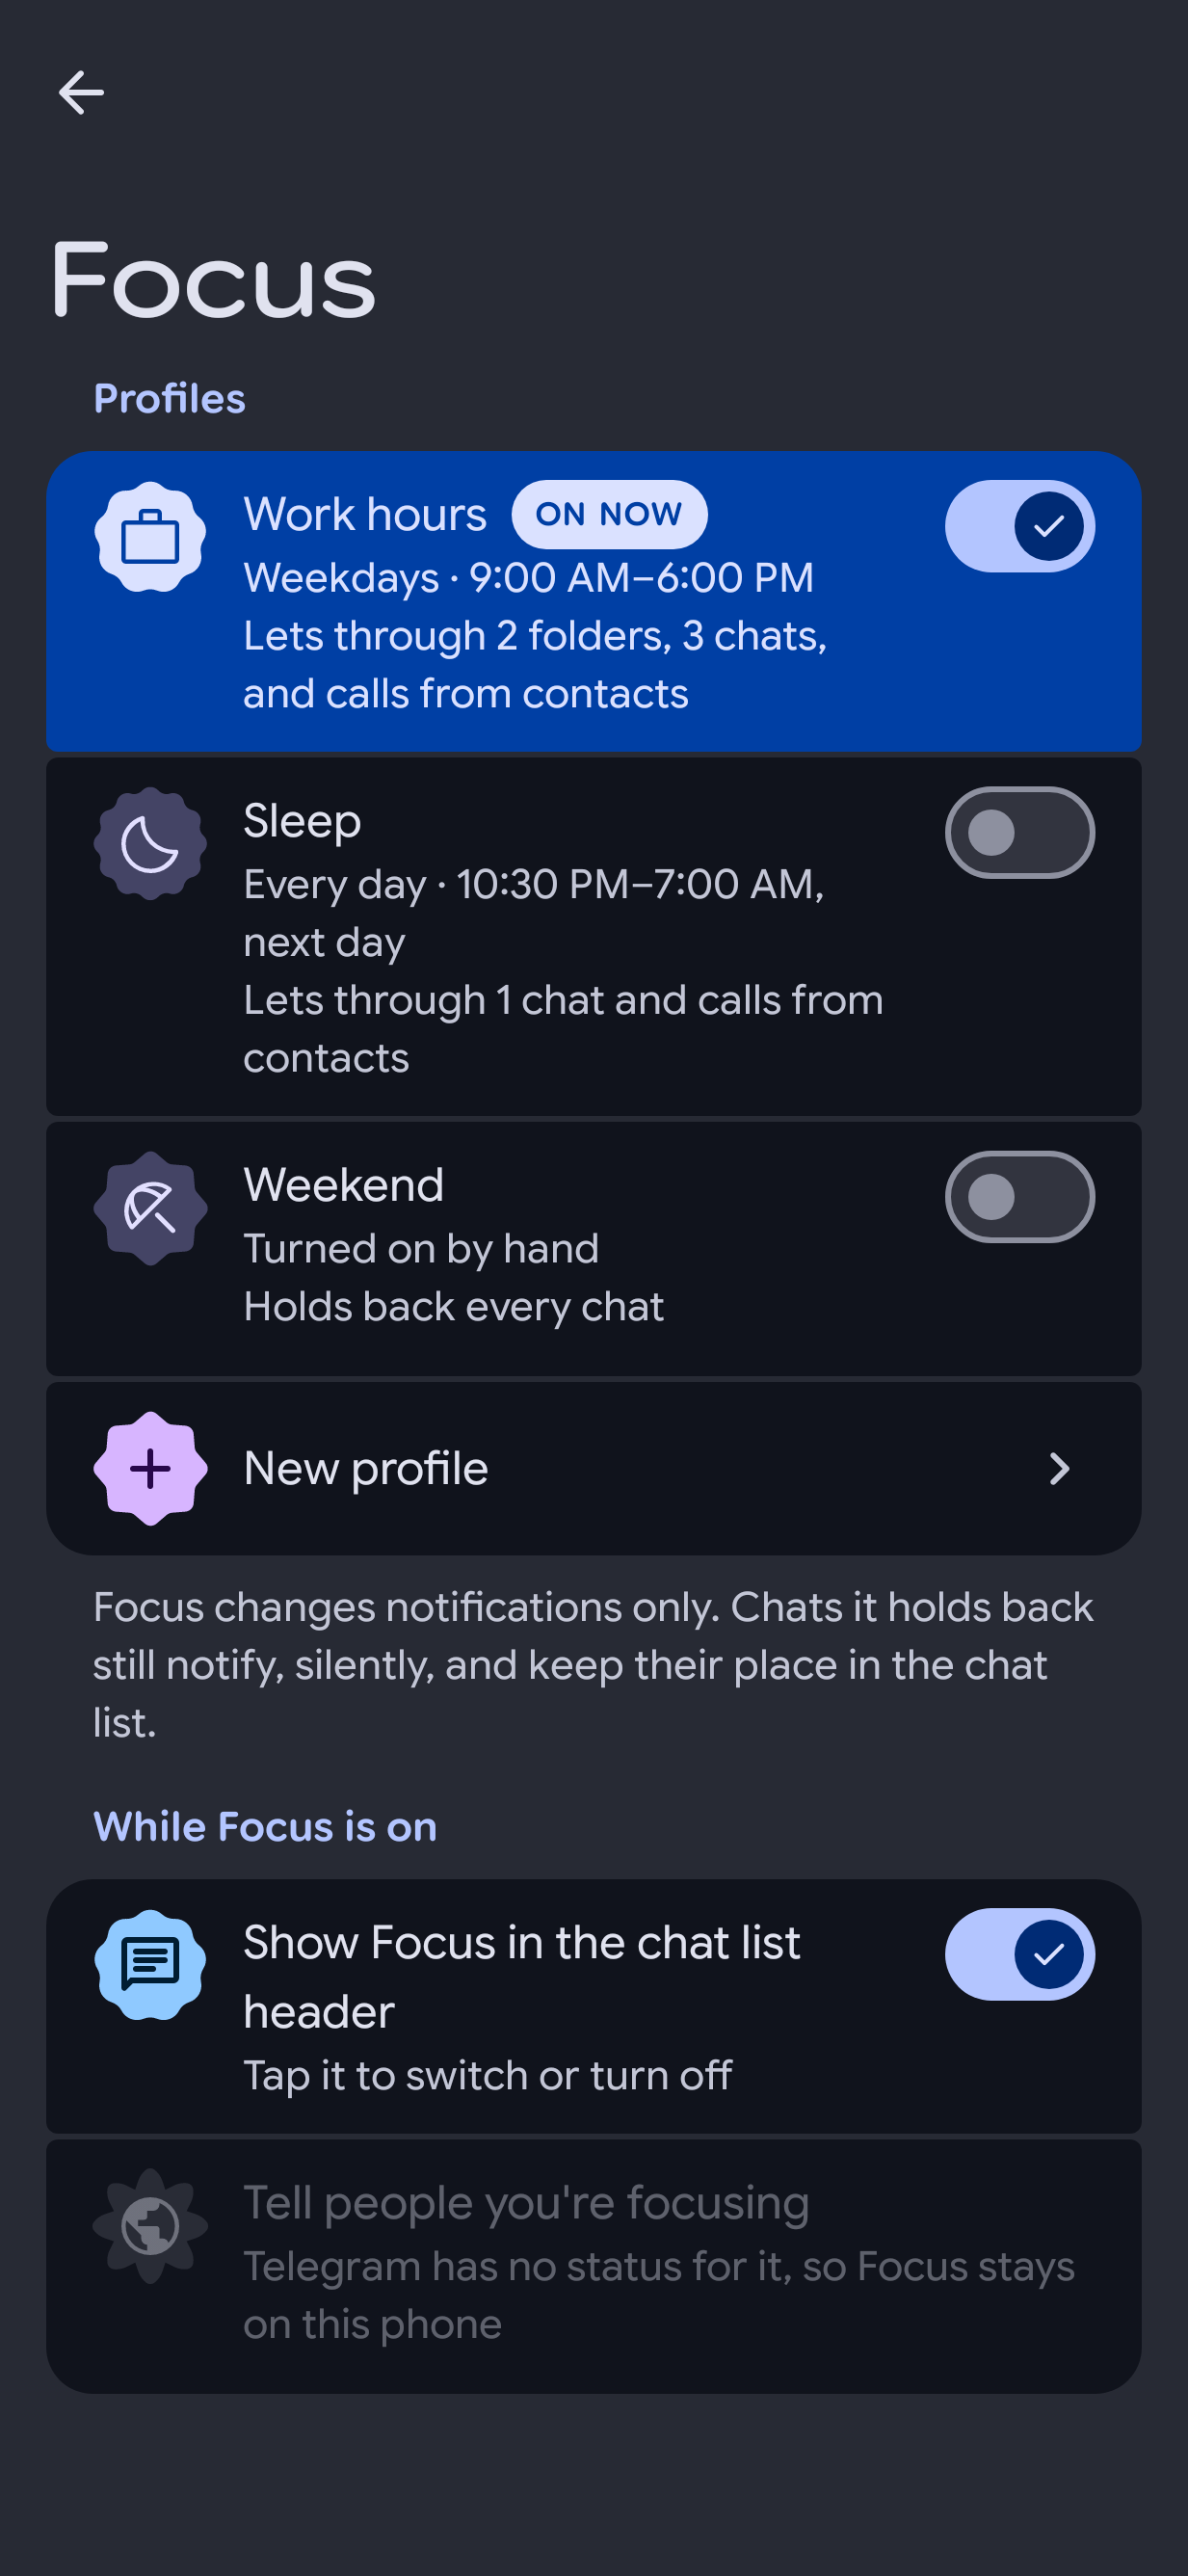 Focus
Profiles
Work hours ON NOW
Weekdays · 9:00 AM–6:00 PM
Lets through 2 folders, 3 chats,
and calls from contacts
Sleep
Every day · 10:30 PM–7:00 AM,
next day
Lets through 1 chat and calls from
contacts
Weekend
Turned on by hand
Holds back every chat
New profile
Focus changes notifications only. Chats it holds back
still notify, silently, and keep their place in the chat
list.
While Focus is on
Show Focus in the chat list
header
Tap it to switch or turn off
Tell people you're focusing
Telegram has no status for it, so Focus stays
on this phone